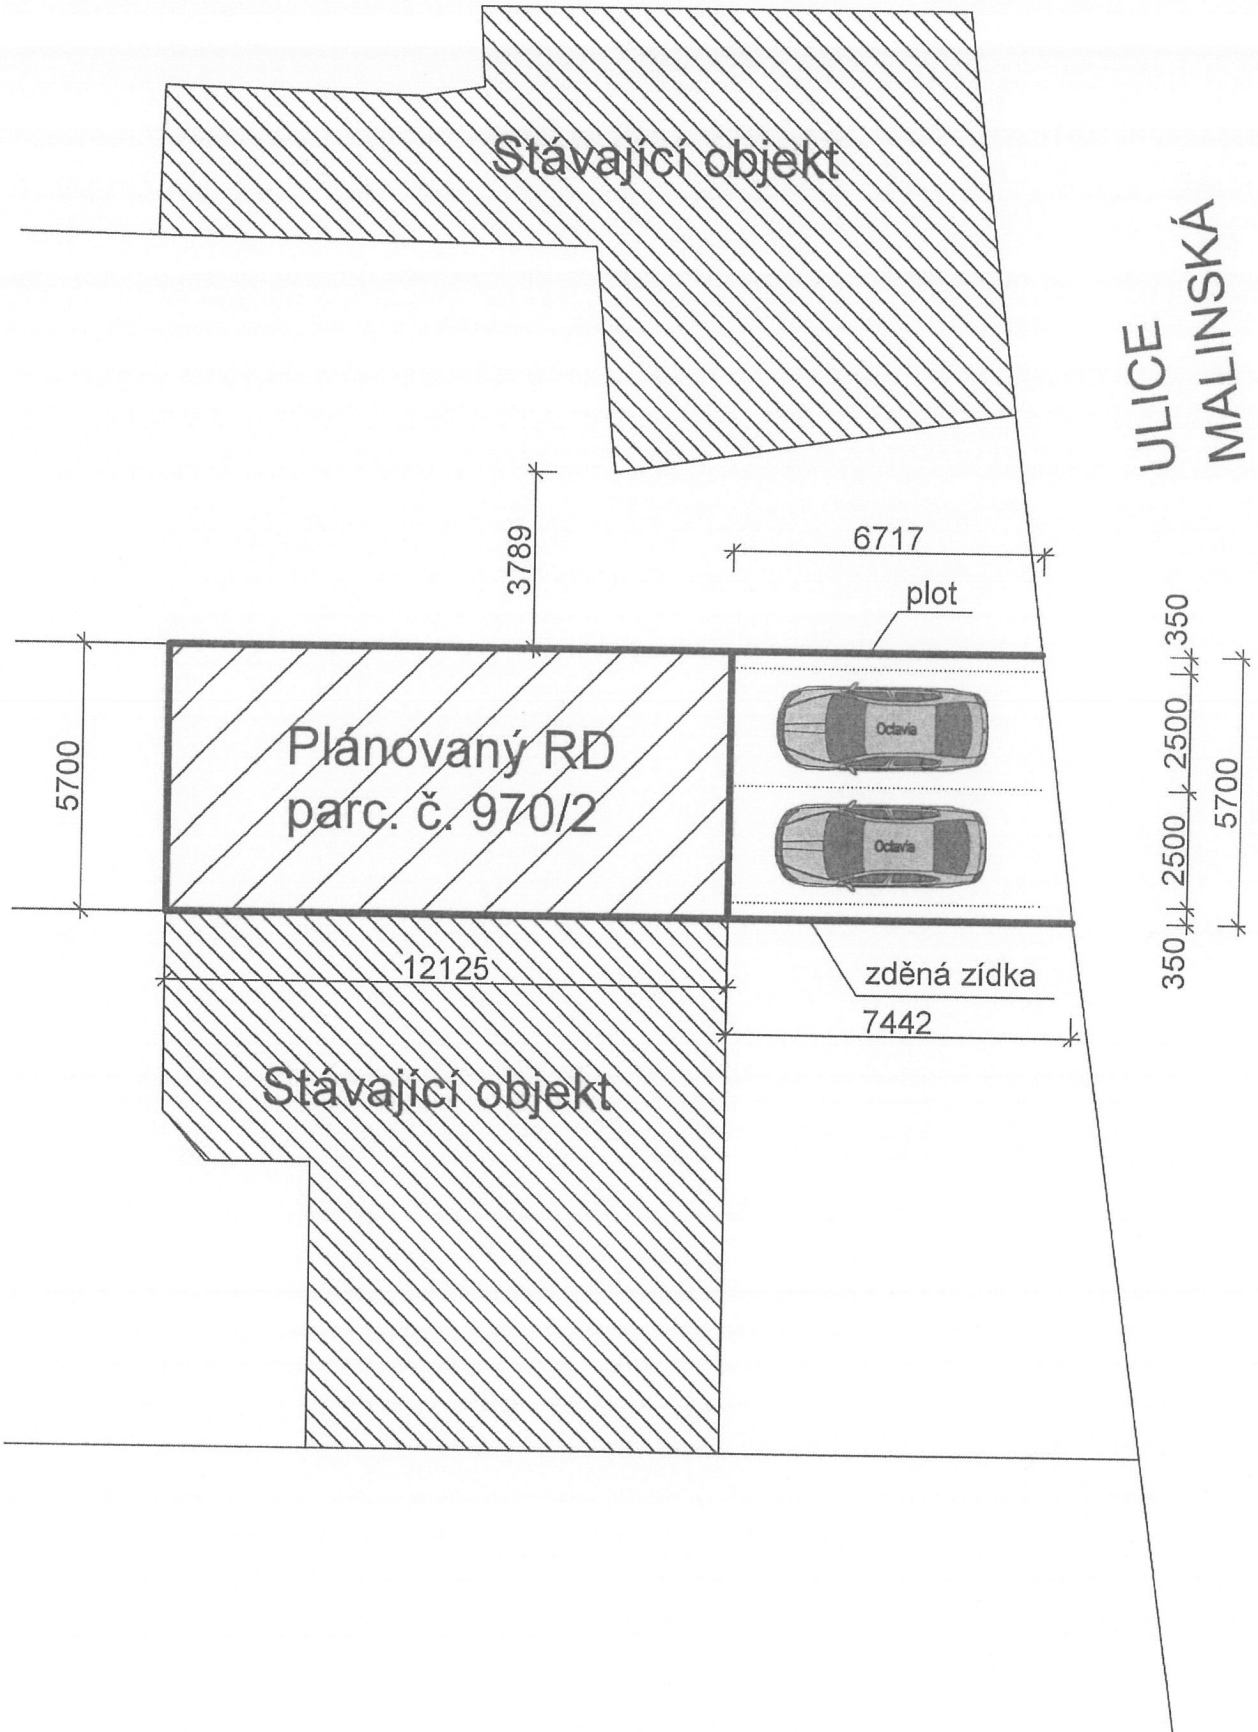 Stávající objekt
ULICE
MALINSKÁ
3789
6717
plot
350
5700
Plánovaný RD
parc. č. 970/2
Octavia
2500
5700
Octavia
2500
350
12125
zděná zídka
7442
Stávající objekt